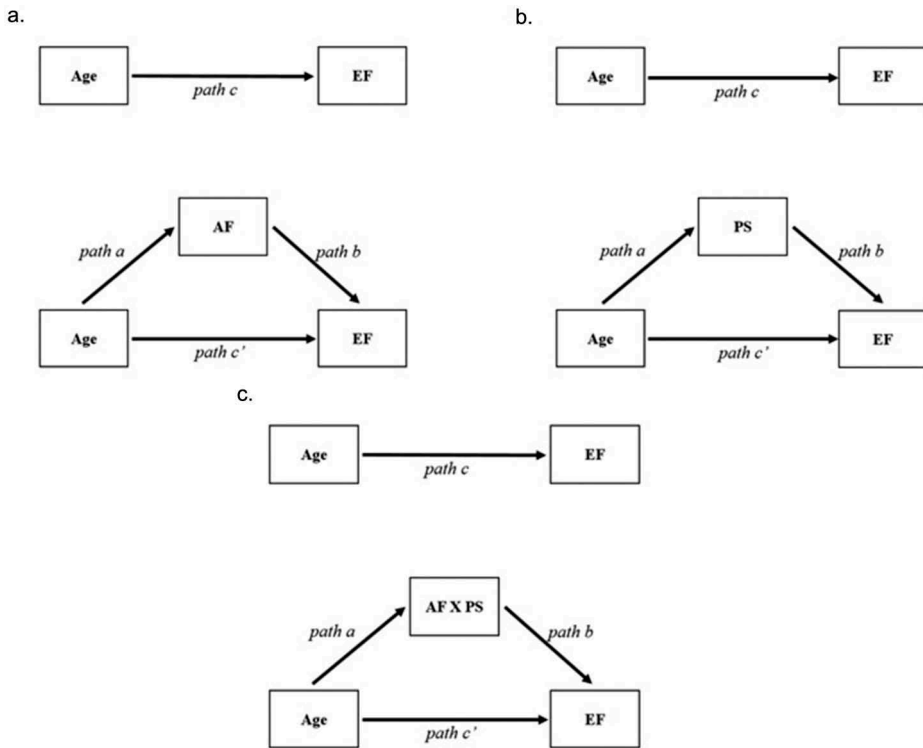 a.
Age
EF
path c
AF
path a
path b
Age
EF
path c’
b.
Age
EF
path c
PS
path a
path b
Age
EF
path c’
c.
Age
EF
path c
AF X PS
path a
path b
Age
EF
path c’